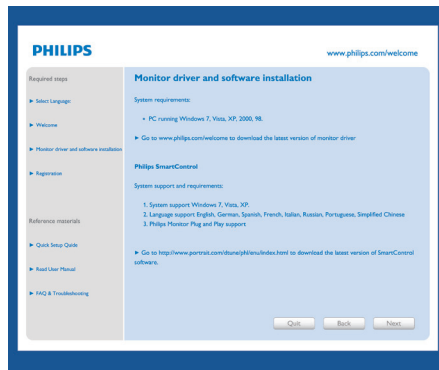 PHILIPS
www.philips.com/welcome
Required steps
Select Language
Welcome
Monitor driver and software installation
Registration
Reference materials
Quick Setup Quide
Read User Manual
FAQ & Troubleshooting
Monitor driver and software installation
System requirements:
• PC running Windows 7, Vista, XP, 2000, 98.
Go to www.philips.com/welcome to download the latest version of monitor driver
Philips SmartControl
System support and requirements:
1. System support Windows 7, Vista, XP.
2. Language support English, German, Spanish, French, Italian, Russian, Portuguese, Simplified Chinese
3. Philips Monitor Plug and Play support
Go to http://www.portrait.com/dtune/phl/enu/index.html to download the latest version of SmartControl
software.
Quit
Back
Next